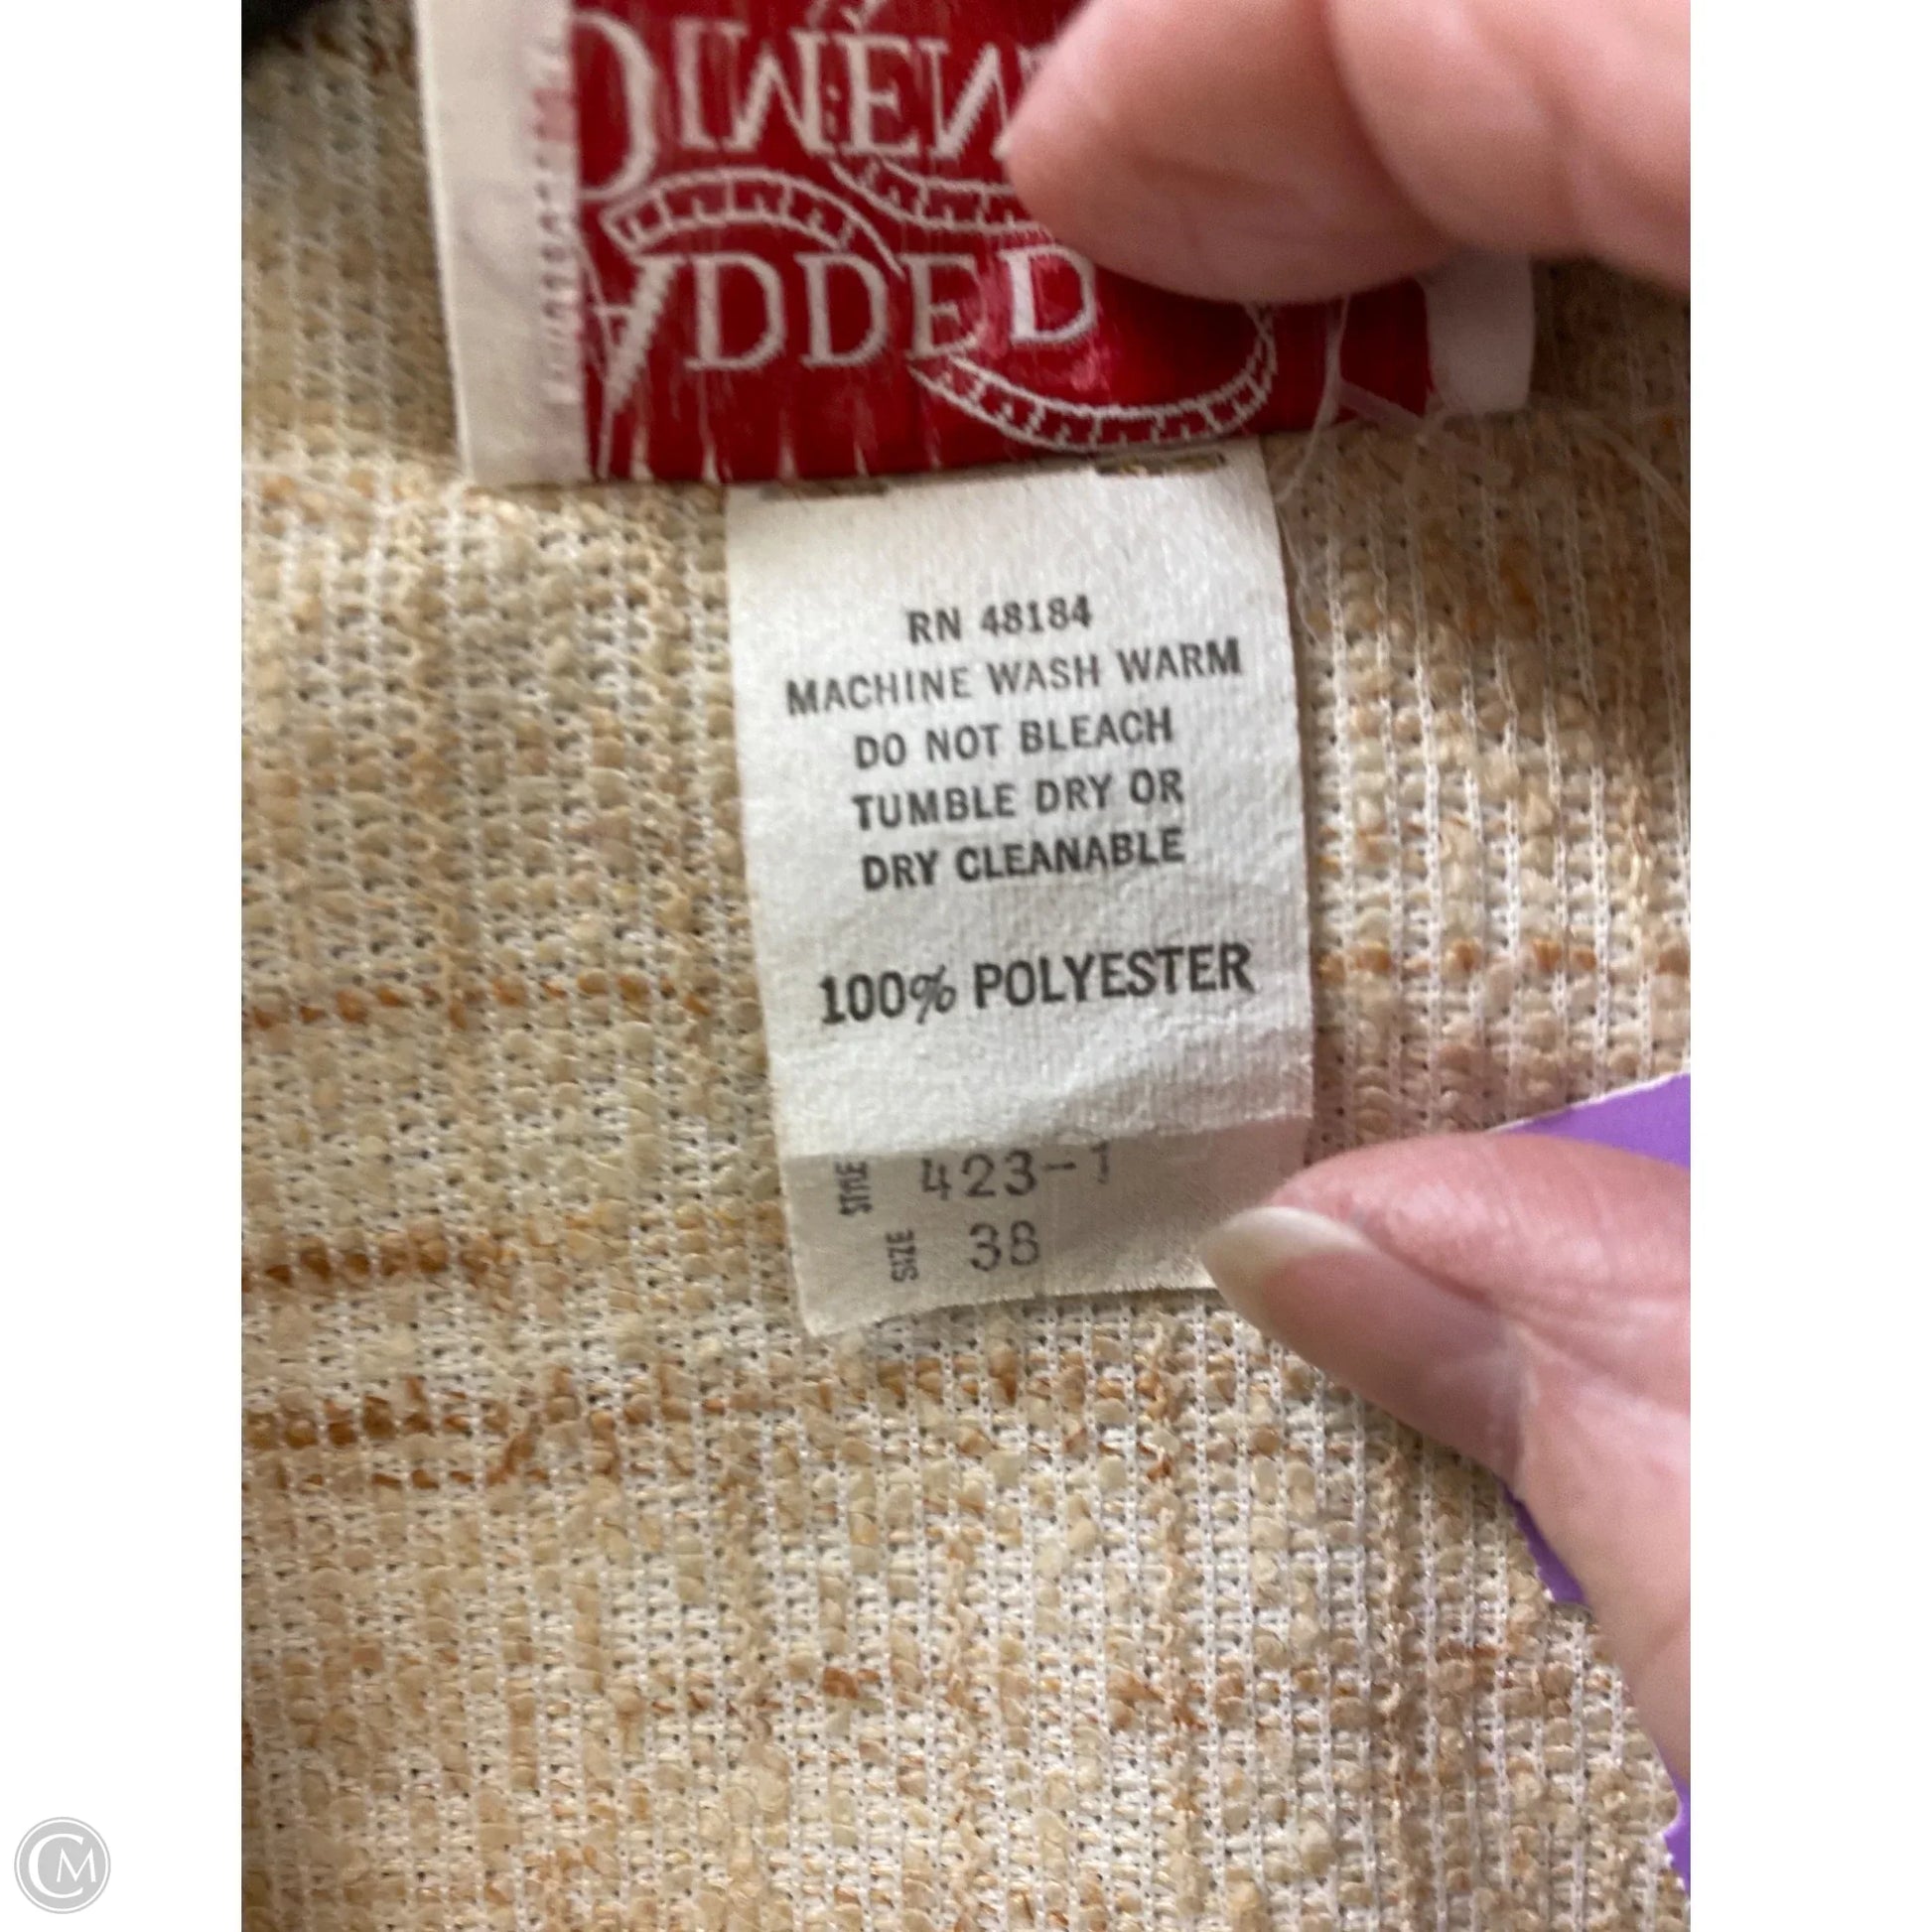 ADDED
RN 48184
MACHINE WASH WARM
DO NOT BLEACH
TUMBLE DRY OR
DRY CLEANABLE
100% POLYESTER
STYLE 423-1
SIZE 38
CM